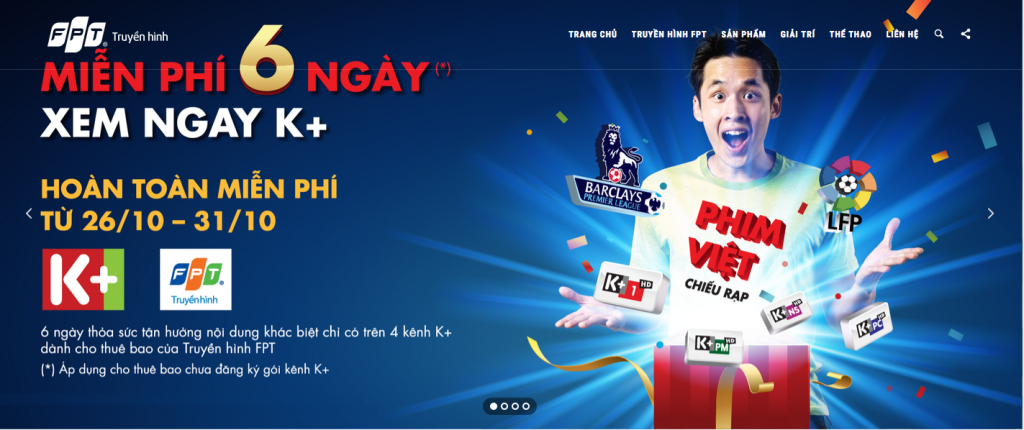 FPT Truyền hình
TRANG CHỦ TRUYỀN HÌNH FPT SẢN PHẨM GIẢI TRÍ THỂ THAO LIÊN HỆ
MIỄN PHÍ 6 NGÀY (*)
XEM NGAY K+
HOÀN TOÀN MIỄN PHÍ
TỪ 26/10 – 31/10
K+
FPT
Truyền hình
6 ngày thỏa sức tận hưởng nội dung khác biệt chỉ có trên 4 kênh K+
dành cho thuê bao của Truyền hình FPT
(*) Áp dụng cho thuê bao chưa đăng ký gói kênh K+
BARCLAYS
PREMIER LEAGUE
LFP
PHIM
VIỆT
CHIẾU RẠP
K+ 1 HD
K+ NS HD
K+ PM HD
K+ PC HD